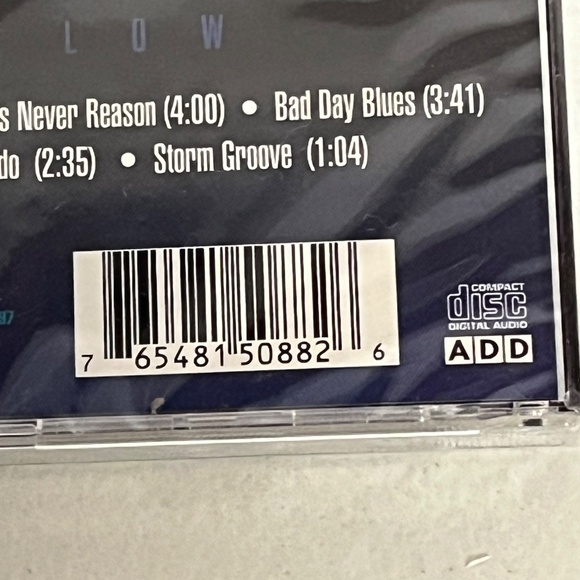 L O W
s Never Reason (4:00) • Bad Day Blues (3:41)
do (2:35) • Storm Groove (1:04)
97
7 65481 50882 6
COMPACT
disc
DIGITAL AUDIO
ADD